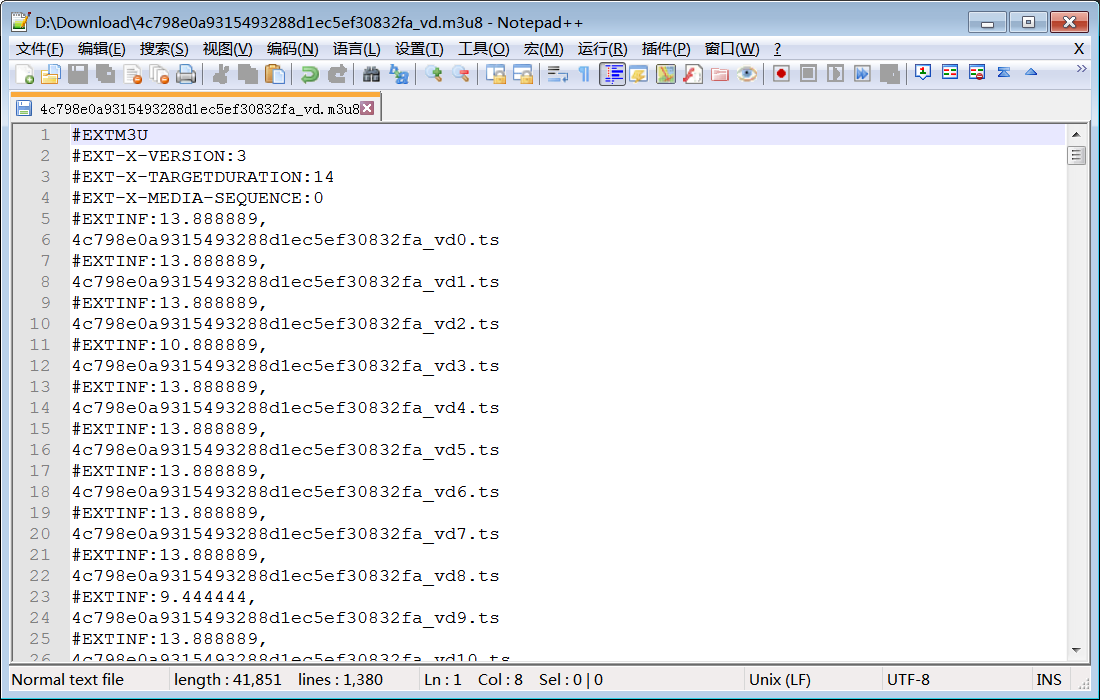 D:\Download\4c798e0a9315493288d1ec5ef30832fa_vd.m3u8 - Notepad++
文件(F) 编辑(E) 搜索(S) 视图(V) 编码(N) 语言(L) 设置(T) 工具(O) 宏(M) 运行(R) 插件(P) 窗口(W) ? X
4c798e0a9315493288d1ec5ef30832fa_vd.m3u8
1 #EXTM3U
2 #EXT-X-VERSION:3
3 #EXT-X-TARGETDURATION:14
4 #EXT-X-MEDIA-SEQUENCE:0
5 #EXTINF:13.888889,
6 4c798e0a9315493288d1ec5ef30832fa_vd0.ts
7 #EXTINF:13.888889,
8 4c798e0a9315493288d1ec5ef30832fa_vd1.ts
9 #EXTINF:13.888889,
10 4c798e0a9315493288d1ec5ef30832fa_vd2.ts
11 #EXTINF:10.888889,
12 4c798e0a9315493288d1ec5ef30832fa_vd3.ts
13 #EXTINF:13.888889,
14 4c798e0a9315493288d1ec5ef30832fa_vd4.ts
15 #EXTINF:13.888889,
16 4c798e0a9315493288d1ec5ef30832fa_vd5.ts
17 #EXTINF:13.888889,
18 4c798e0a9315493288d1ec5ef30832fa_vd6.ts
19 #EXTINF:13.888889,
20 4c798e0a9315493288d1ec5ef30832fa_vd7.ts
21 #EXTINF:13.888889,
22 4c798e0a9315493288d1ec5ef30832fa_vd8.ts
23 #EXTINF:9.444444,
24 4c798e0a9315493288d1ec5ef30832fa_vd9.ts
25 #EXTINF:13.888889,
26 4c798e0a9315493288d1ec5ef30832fa_vd10.ts
Normal text file length : 41,851 lines : 1,380 Ln : 1 Col : 8 Sel : 0 | 0 Unix (LF) UTF-8 INS